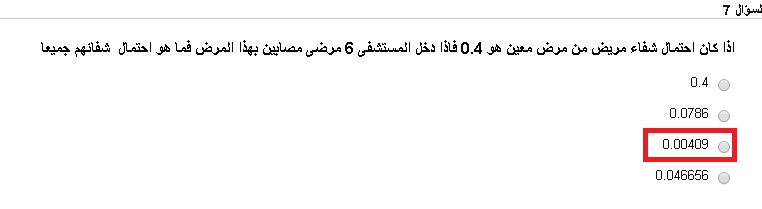 لسؤال 7
اذا كان احتمال شفاء مريض من مرض معين هو 0.4 فاذا دخل المستشفى 6 مرضى مصابين بهذا المرض فما هو احتمال شفائهم جميعا
0.4
0.0786
0.00409
0.046656